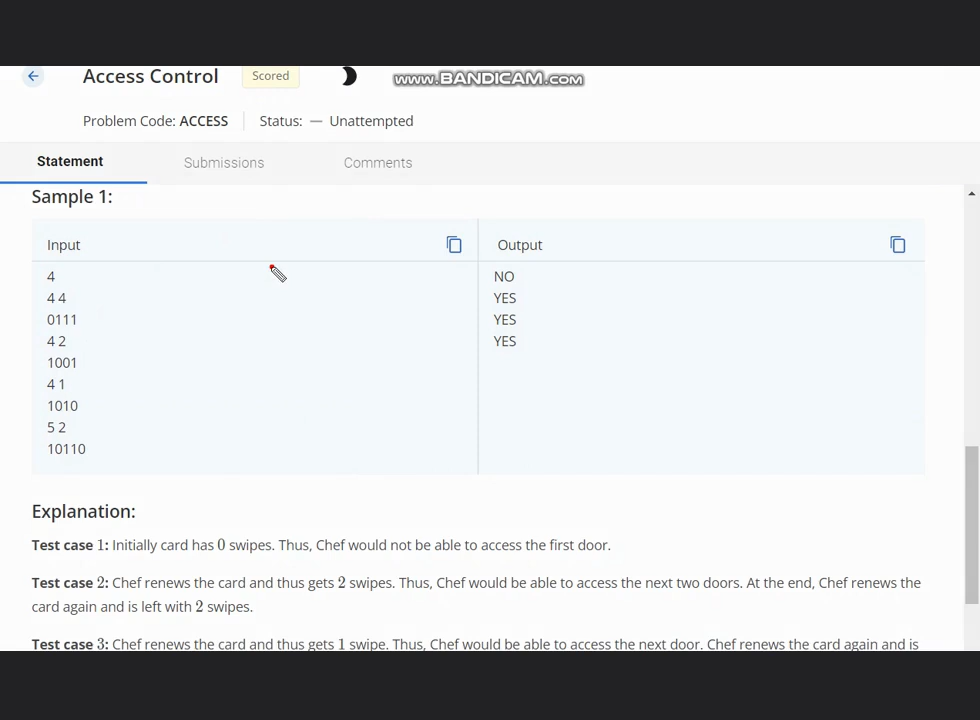 Access Control
Scored
www.BANDICAM.com
Problem Code: ACCESS
Status: — Unattempted
Statement
Submissions
Comments
Sample 1:
Input
Output
4
4 4
0111
4 2
1001
4 1
1010
5 2
10110
NO
YES
YES
YES
Explanation:
Test case 1: Initially card has 0 swipes. Thus, Chef would not be able to access the first door.
Test case 2: Chef renews the card and thus gets 2 swipes. Thus, Chef would be able to access the next two doors. At the end, Chef renews the
card again and is left with 2 swipes.
Test case 3: Chef renews the card and thus gets 1 swipe. Thus, Chef would be able to access the next door. Chef renews the card again and is